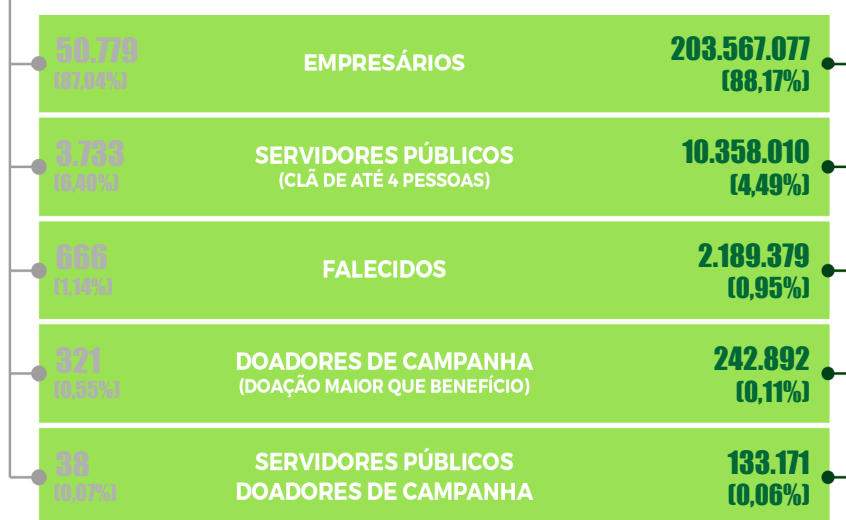 50.779
(87,04%)
EMPRESÁRIOS
203.567.077
(88,17%)
3.733
(6,40%)
SERVIDORES PÚBLICOS
(CLÃ DE ATÉ 4 PESSOAS)
10.358.010
(4,49%)
666
(1,14%)
FALECIDOS
2.189.379
(0,95%)
321
(0,55%)
DOADORES DE CAMPANHA
(DOAÇÃO MAIOR QUE BENEFÍCIO)
242.892
(0,11%)
38
(0,07%)
SERVIDORES PÚBLICOS
DOADORES DE CAMPANHA
133.171
(0,06%)